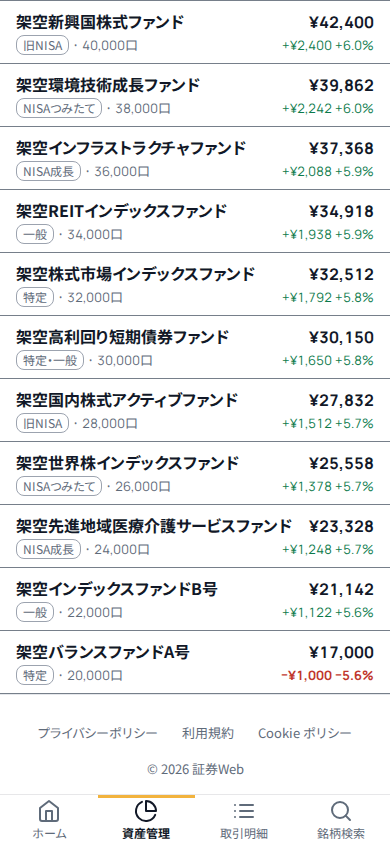 架空新興国株式ファンド ¥42,400
旧NISA · 40,000口 +¥2,400 +6.0%
架空環境技術成長ファンド ¥39,862
NISAつみたて · 38,000口 +¥2,242 +6.0%
架空インフラストラクチャファンド ¥37,368
NISA成長 · 36,000口 +¥2,088 +5.9%
架空REITインデックスファンド ¥34,918
一般 · 34,000口 +¥1,938 +5.9%
架空株式市場インデックスファンド ¥32,512
特定 · 32,000口 +¥1,792 +5.8%
架空高利回り短期債券ファンド ¥30,150
特定・一般 · 30,000口 +¥1,650 +5.8%
架空国内株式アクティブファンド ¥27,832
旧NISA · 28,000口 +¥1,512 +5.7%
架空世界株インデックスファンド ¥25,558
NISAつみたて · 26,000口 +¥1,378 +5.7%
架空先進地域医療介護サービスファンド ¥23,328
NISA成長 · 24,000口 +¥1,248 +5.7%
架空インデックスファンドB号 ¥21,142
一般 · 22,000口 +¥1,122 +5.6%
架空バランスファンドA号 ¥17,000
特定 · 20,000口 −¥1,000 −5.6%
プライバシーポリシー 利用規約 Cookie ポリシー
© 2026 証券Web
ホーム 資産管理 取引明細 銘柄検索